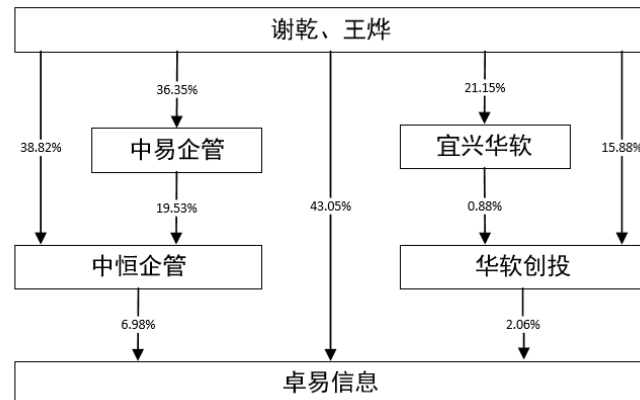 谢乾、王烨
36.35%
21.15%
38.82%
中易企管
宜兴华软
15.88%
19.53%
43.05%
0.88%
中恒企管
华软创投
6.98%
2.06%
卓易信息